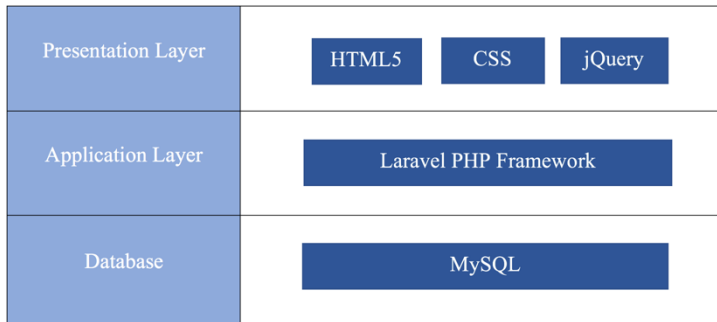 Presentation Layer
HTML5 CSS jQuery
Application Layer
Laravel PHP Framework
Database
MySQL